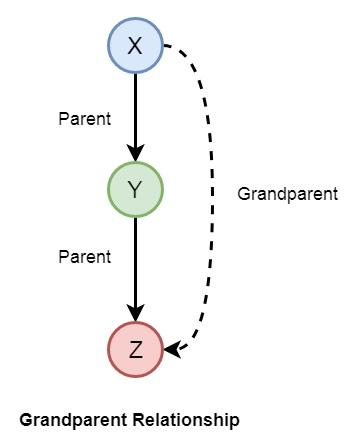 X
Parent
Y
Grandparent
Parent
Z
Grandparent Relationship